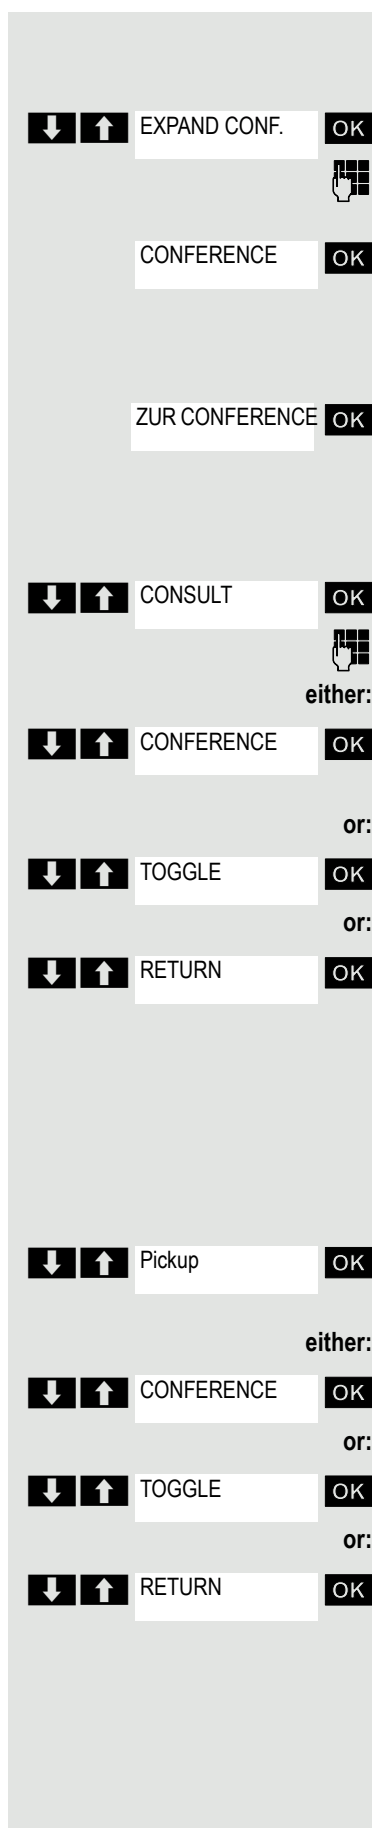 EXPAND CONF. OK
CONFERENCE OK
ZUR CONFERENCE OK
CONSULT OK
either:
CONFERENCE OK
or:
TOGGLE OK
or:
RETURN OK
Pickup OK
either:
CONFERENCE OK
or:
TOGGLE OK
or:
RETURN OK